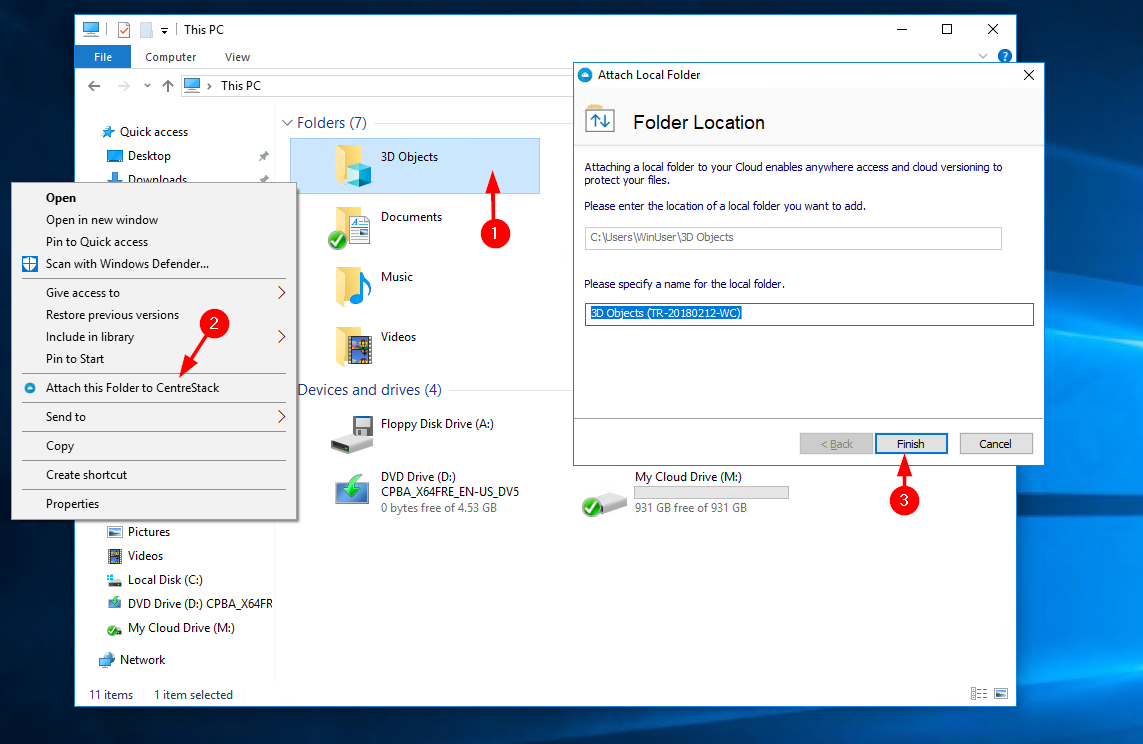 This PC
File
Computer
View
?
This PC
Quick access
Desktop
Downloads
Folders (7)
3D Objects
1
Documents
Music
Videos
Open
Open in new window
Pin to Quick access
Scan with Windows Defender...
Give access to
Restore previous versions
2
Include in library
Pin to Start
Attach this Folder to CentreStack
Send to
Copy
Create shortcut
Properties
Devices and drives (4)
Floppy Disk Drive (A:)
DVD Drive (D:)
CPBA_X64FRE_EN-US_DV5
0 bytes free of 4.53 GB
My Cloud Drive (M:)
931 GB free of 931 GB
Attach Local Folder
Folder Location
Attaching a local folder to your Cloud enables anywhere access and cloud versioning to
protect your files.
Please enter the location of a local folder you want to add.
C:\Users\WinUser\3D Objects
Please specify a name for the local folder.
3D Objects (TR-20180212-WC)
< Back
Finish
Cancel
3
Pictures
Videos
Local Disk (C:)
DVD Drive (D:) CPBA_X64FR
My Cloud Drive (M:)
Network
11 items
1 item selected